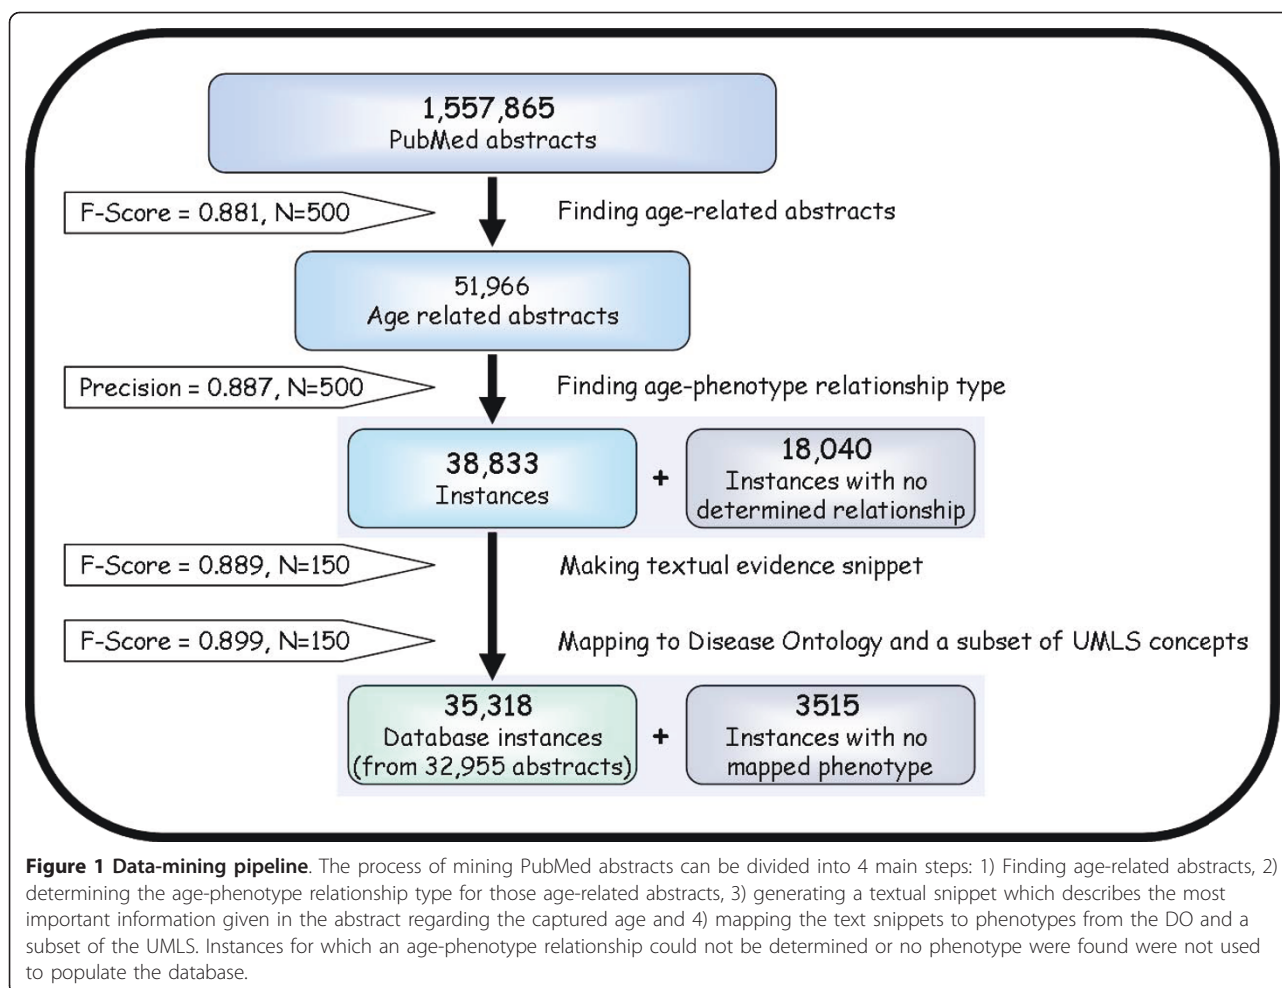 1,557,865
PubMed abstracts
F-Score = 0.881, N=500
Finding age-related abstracts
51,966
Age related abstracts
Precision = 0.887, N=500
Finding age-phenotype relationship type
38,833
Instances
+
18,040
Instances with no
determined relationship
F-Score = 0.889, N=150
Making textual evidence snippet
F-Score = 0.899, N=150
Mapping to Disease Ontology and a subset of UMLS concepts
35,318
Database instances
(from 32,955 abstracts)
+
3515
Instances with no
mapped phenotype
Figure 1 Data-mining pipeline. The process of mining PubMed abstracts can be divided into 4 main steps: 1) Finding age-related abstracts, 2)
determining the age-phenotype relationship type for those age-related abstracts, 3) generating a textual snippet which describes the most
important information given in the abstract regarding the captured age and 4) mapping the text snippets to phenotypes from the DO and a
subset of the UMLS. Instances for which an age-phenotype relationship could not be determined or no phenotype were found were not used
to populate the database.